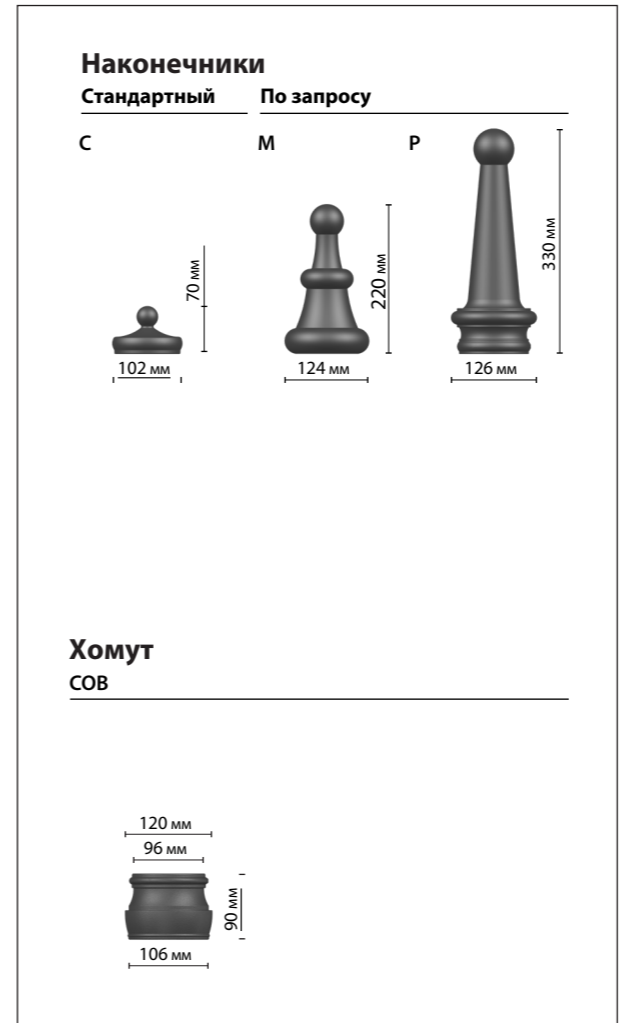 Наконечники
Стандартный По запросу
С М Р
70 мм
220 мм
330 мм
102 мм 124 мм 126 мм
Хомут
СОВ
120 мм
96 мм
90 мм
106 мм